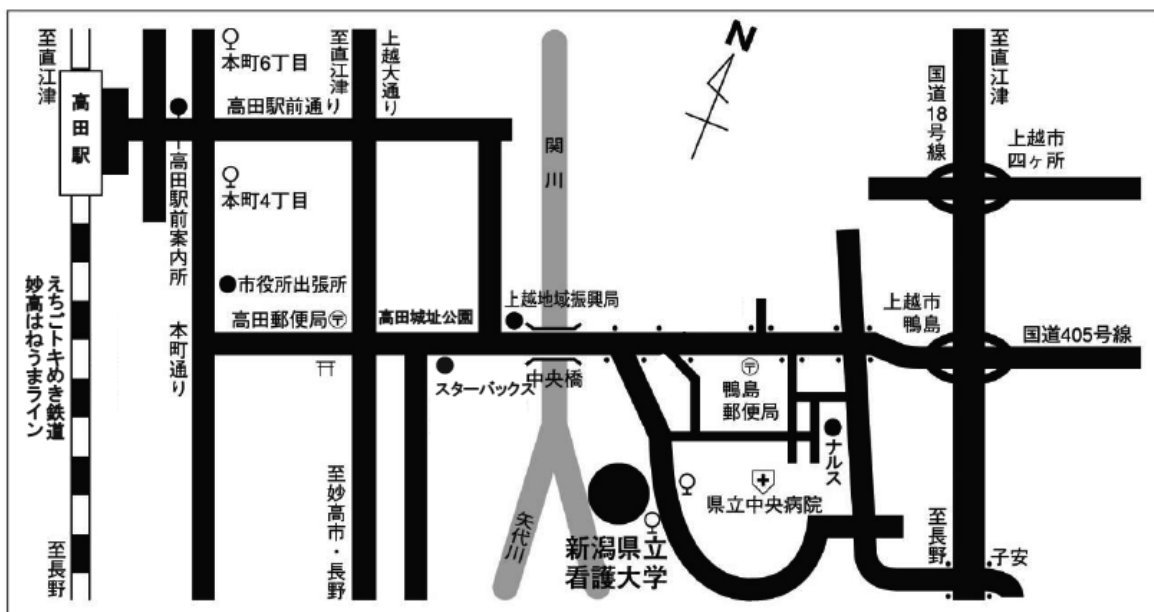 至直江津
高田駅
えちごトキめき鉄道
妙高はねうまライン
至長野
本町6丁目
高田駅前通り
高田駅前案内所
本町4丁目
市役所出張所
高田郵便局〒
本町通り
至直江津
上越大通り
高田城址公園
スターバックス
至妙高市・長野
関川
上越地域振興局
中央橋
矢代川
N
新潟県立
看護大学
〒
鴨島
郵便局
ナルス
県立中央病院
国道18号線
至直江津
上越市
四ヶ所
上越市
鴨島
国道405号線
至長野
子安